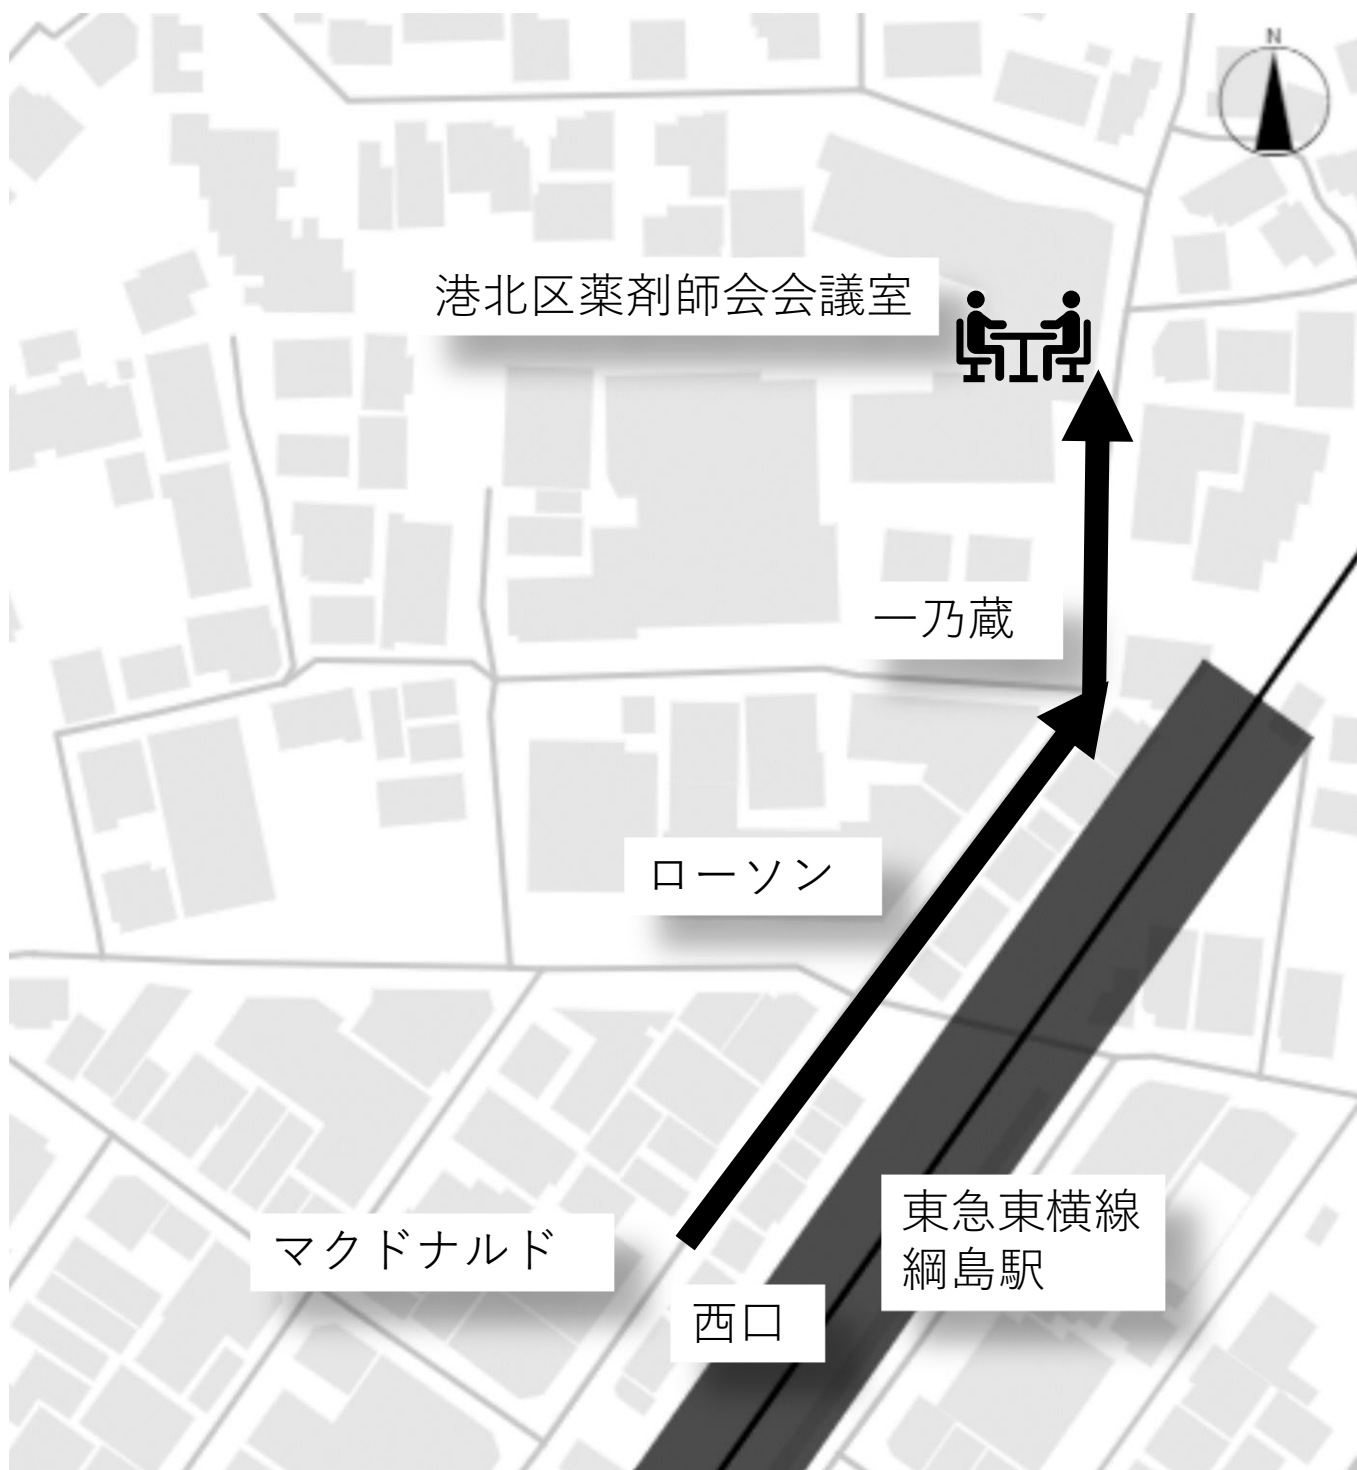 N
港北区薬剤師会会議室
一乃蔵
ローソン
東急東横線
綱島駅
マクドナルド
西口